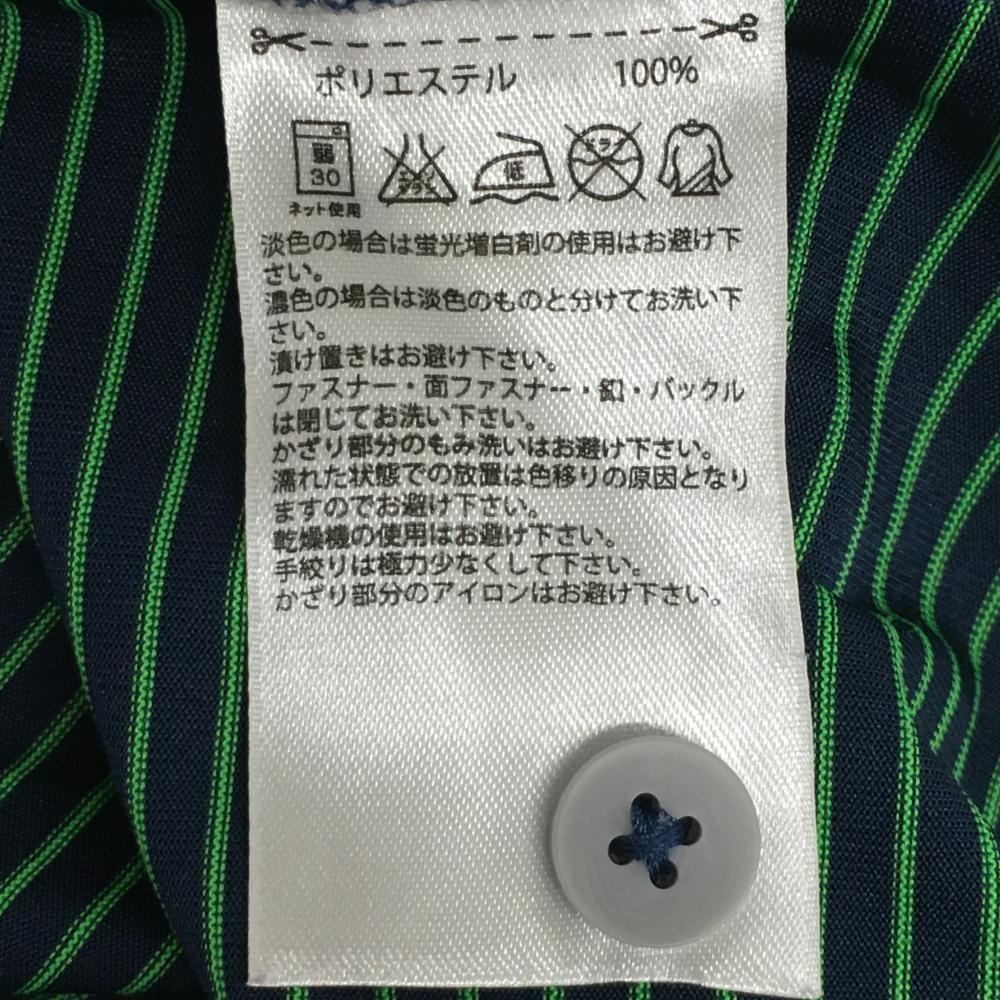 ポリエステル 100%
弱 30 エンソ サラシ 低 ドライ
ネット使用
淡色の場合は蛍光増白剤の使用はお避け下
さい。
濃色の場合は淡色のものと分けてお洗い下
さい。
漬け置きはお避け下さい。
ファスナー・面ファスナー・釦・バックル
は閉じてお洗い下さい。
かざり部分のもみ洗いはお避け下さい。
濡れた状態での放置は色移りの原因となり
ますのでお避け下さい。
乾燥機の使用はお避け下さい。
手絞りは極力少なくして下さい。
かざり部分のアイロンはお避け下さい。